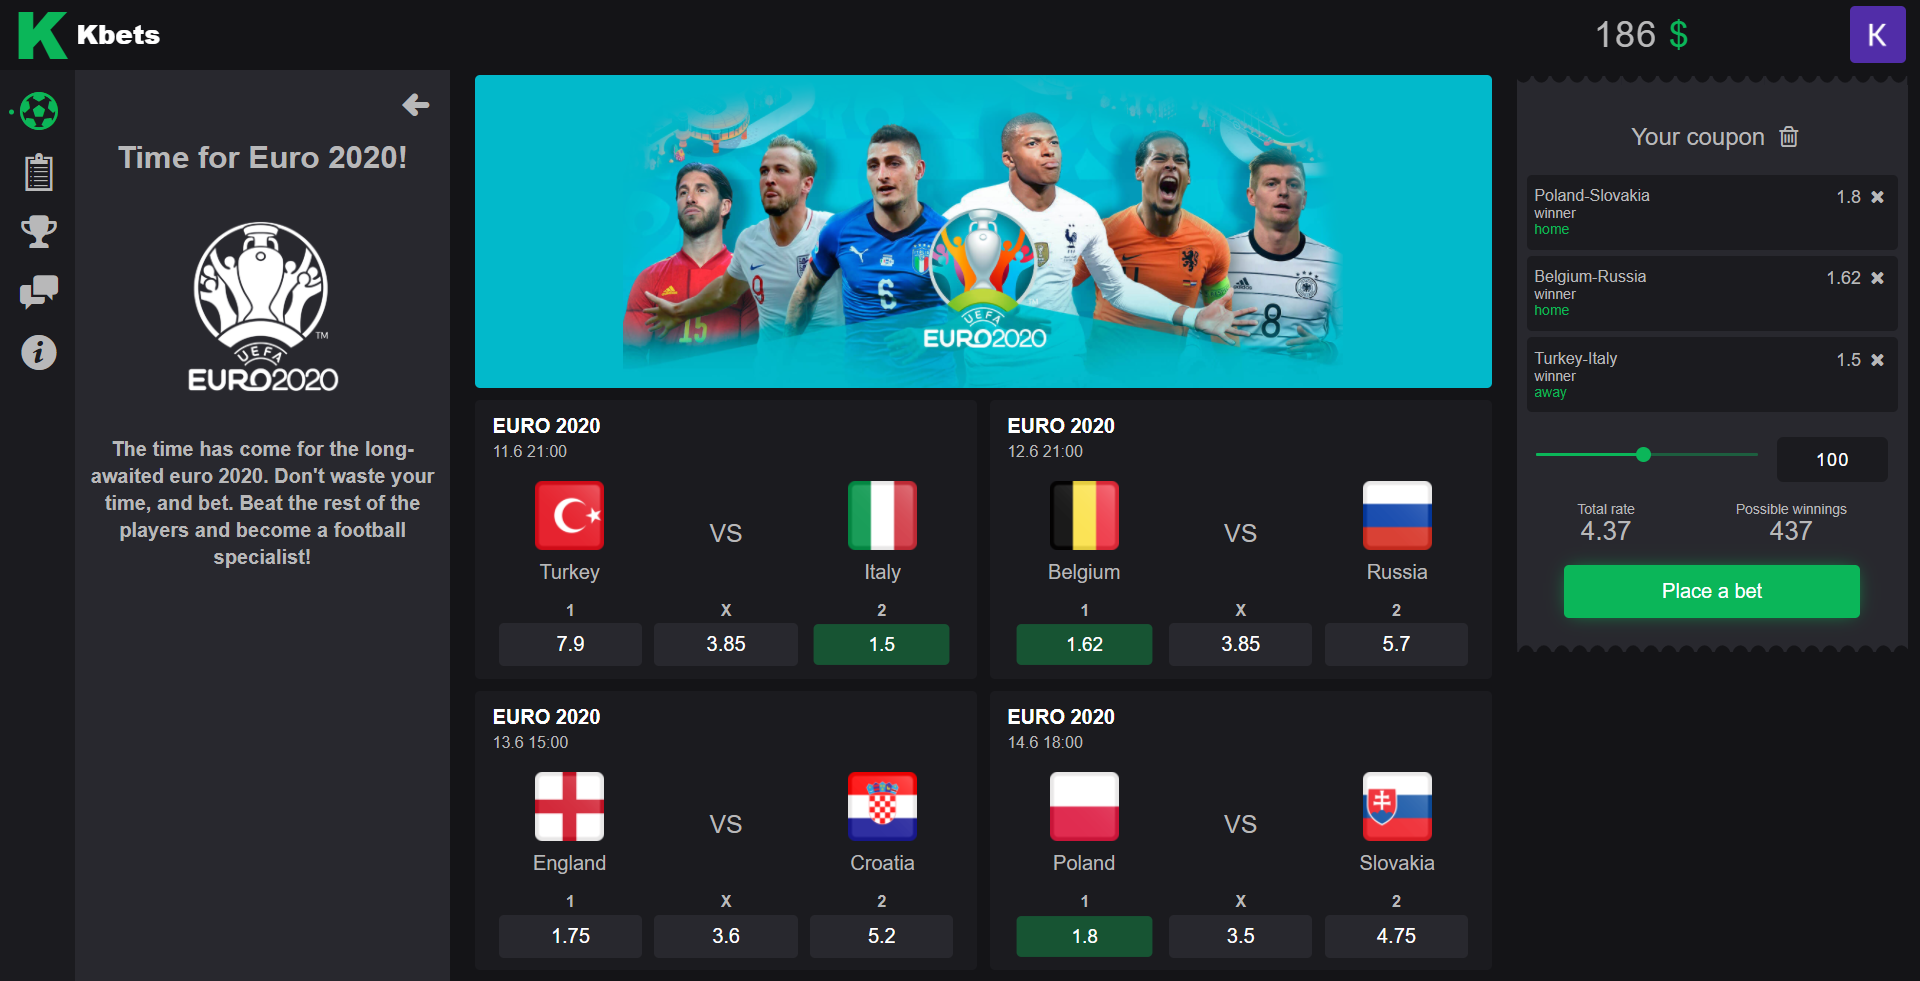 K Kbets
186 $
K
Time for Euro 2020!
TM
UEFA
EURO2020
The time has come for the long-
awaited euro 2020. Don't waste your
time, and bet. Beat the rest of the
players and become a football
specialist!
15
9
6
8
UEFA
EURO2020
EURO 2020
11.6 21:00
VS
Turkey
Italy
1
X
2
7.9
3.85
1.5
EURO 2020
12.6 21:00
VS
Belgium
Russia
1
X
2
1.62
3.85
5.7
EURO 2020
13.6 15:00
VS
England
Croatia
1
X
2
1.75
3.6
5.2
EURO 2020
14.6 18:00
VS
Poland
Slovakia
1
X
2
1.8
3.5
4.75
Your coupon
Poland-Slovakia
1.8
winner
home
Belgium-Russia
1.62
winner
home
Turkey-Italy
1.5
winner
away
100
Total rate
4.37
Possible winnings
437
Place a bet